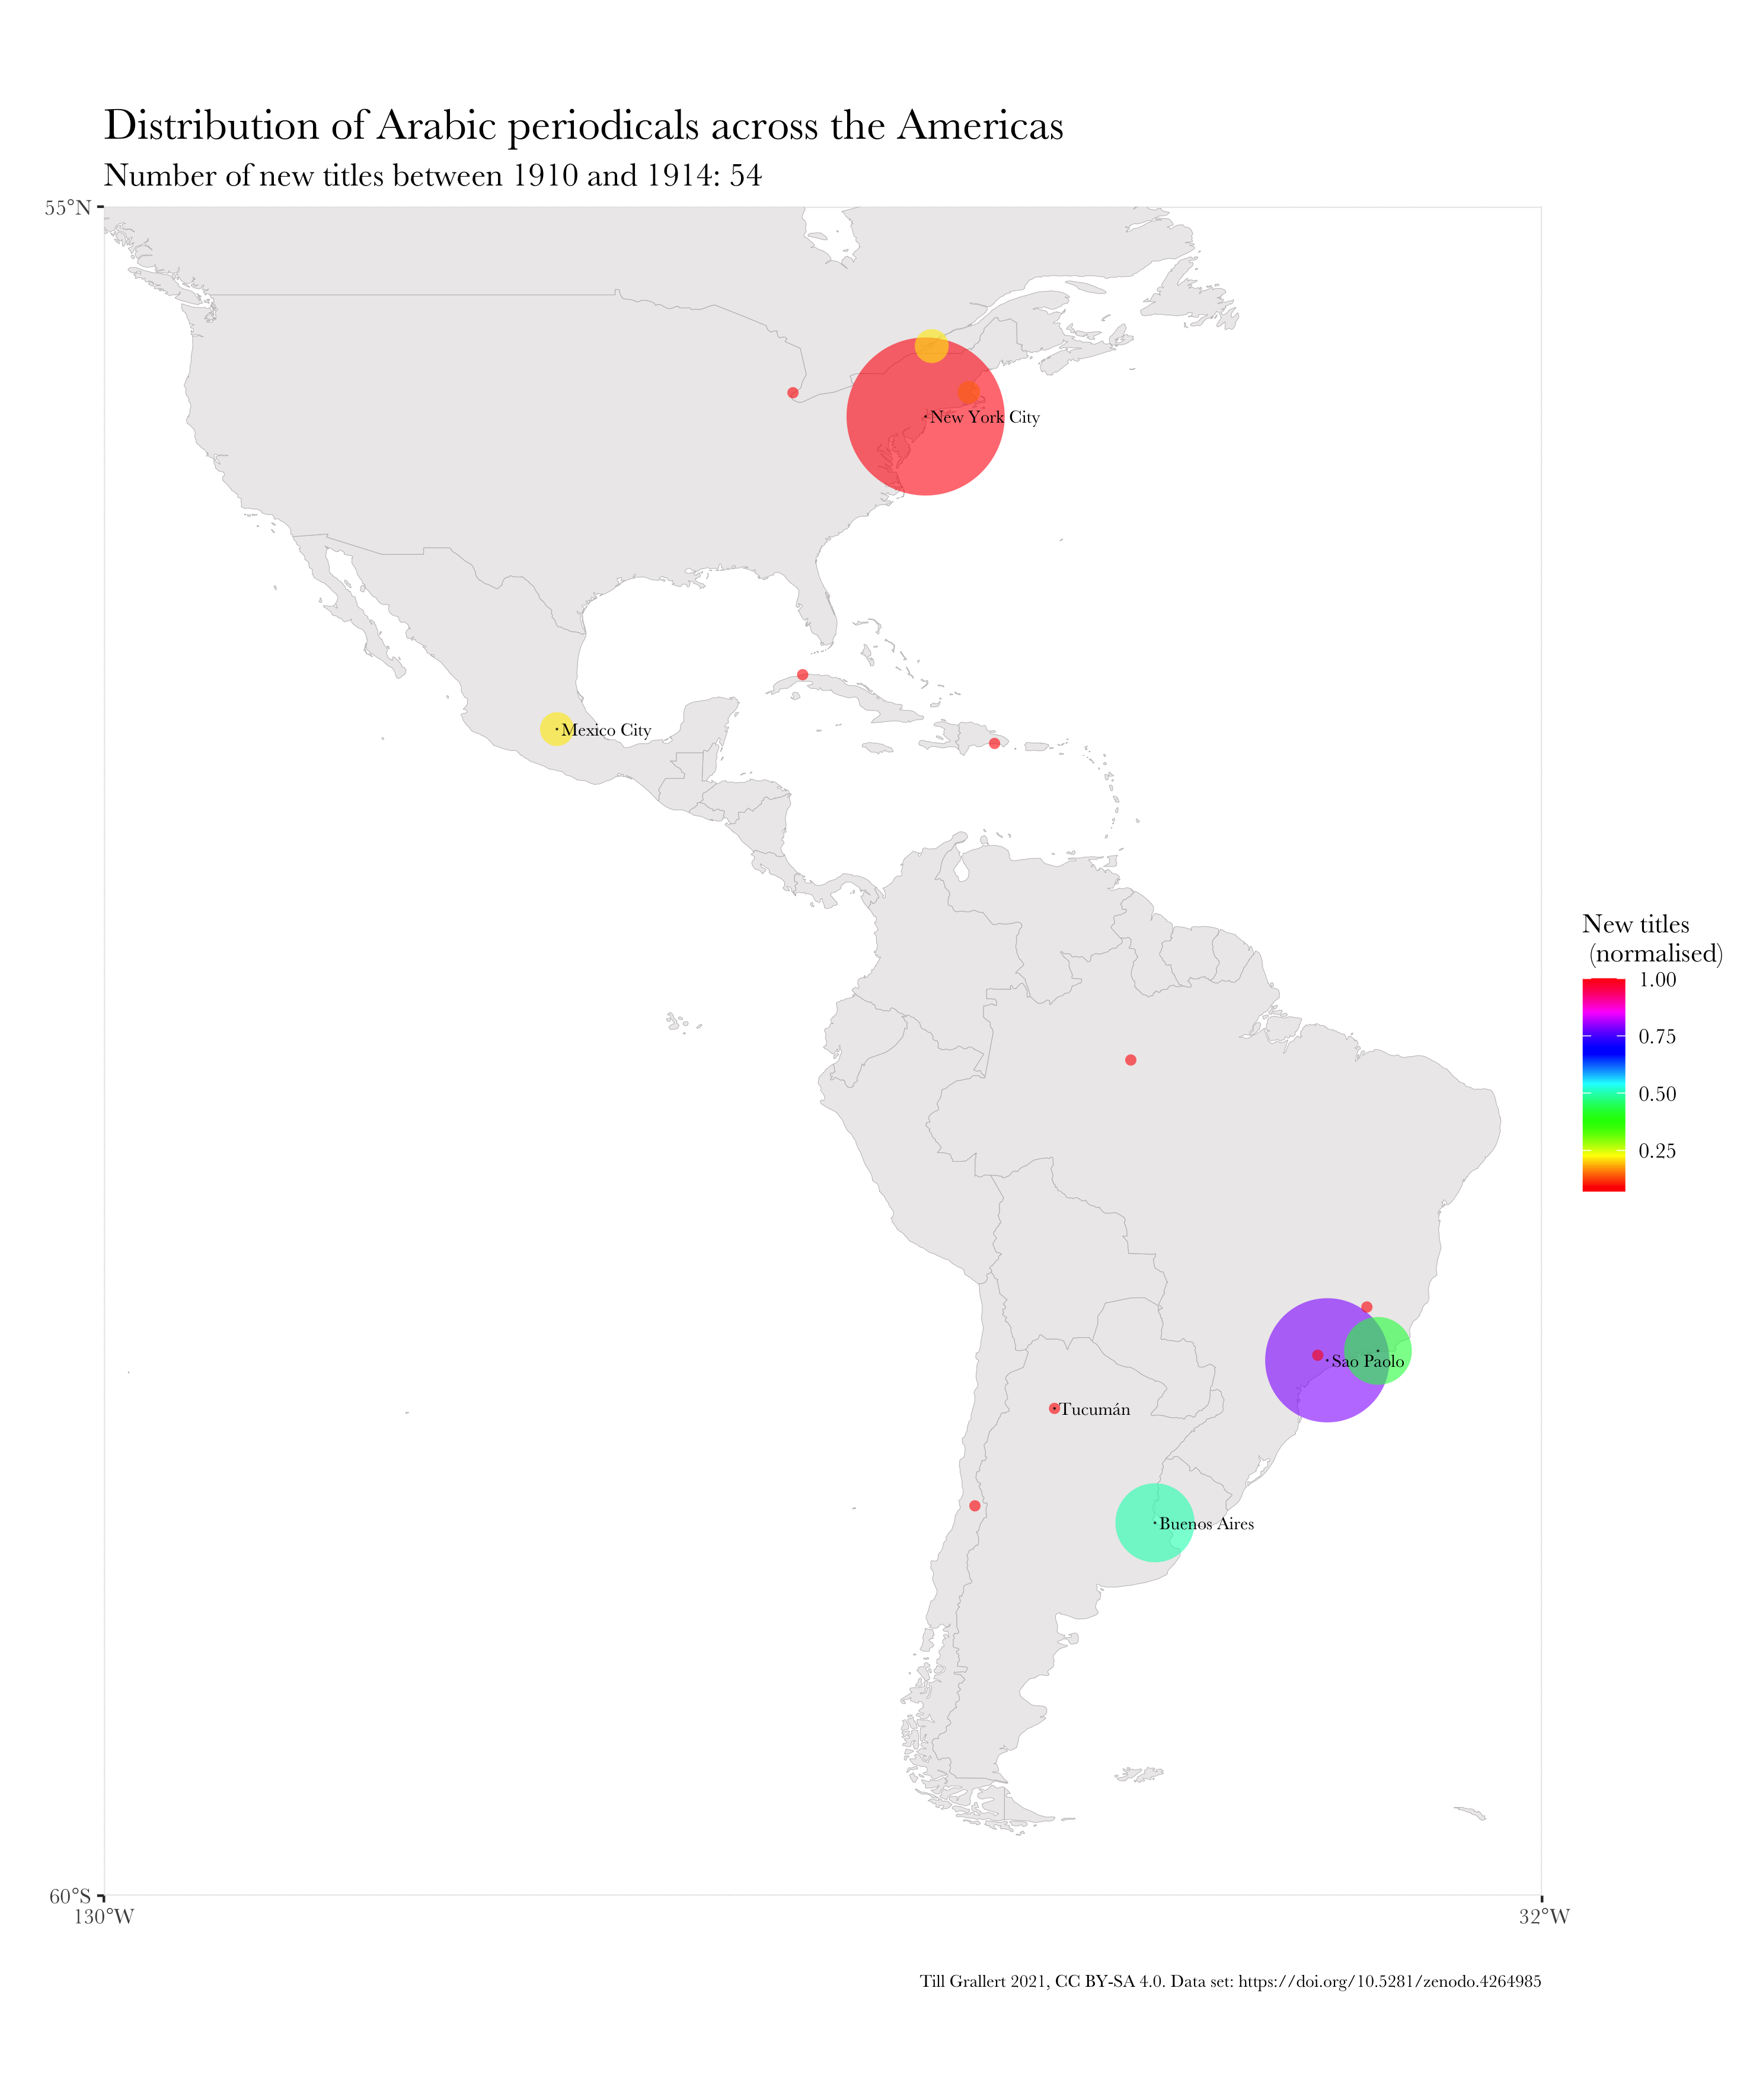 Distribution of Arabic periodicals across the Americas
Number of new titles between 1910 and 1914: 54
55°N
New York City
Mexico City
New titles
(normalised)
1.00
0.75
0.50
0.25
Sao Paolo
Tucumán
Buenos Aires
60°S
130°W
32°W
Till Grallert 2021, CC BY-SA 4.0. Data set: https://doi.org/10.5281/zenodo.4264985